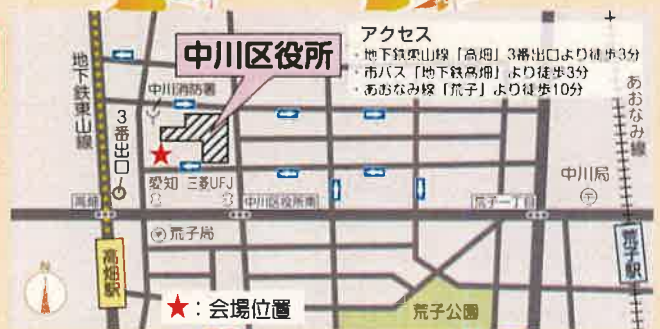 アクセス
・地下鉄東山線「高畑」3番出口より徒歩3分
・市バス「地下鉄高畑」より徒歩3分
・あおなみ線「荒子」より徒歩10分
中川区役所
地下鉄東山線
中川消防署
3番出口
あおなみ線
愛知
三菱UFJ
中川局
高畑
中川区役所南
荒子一丁目
荒子局
高畑駅
荒子駅
N
★：会場位置
荒子公園